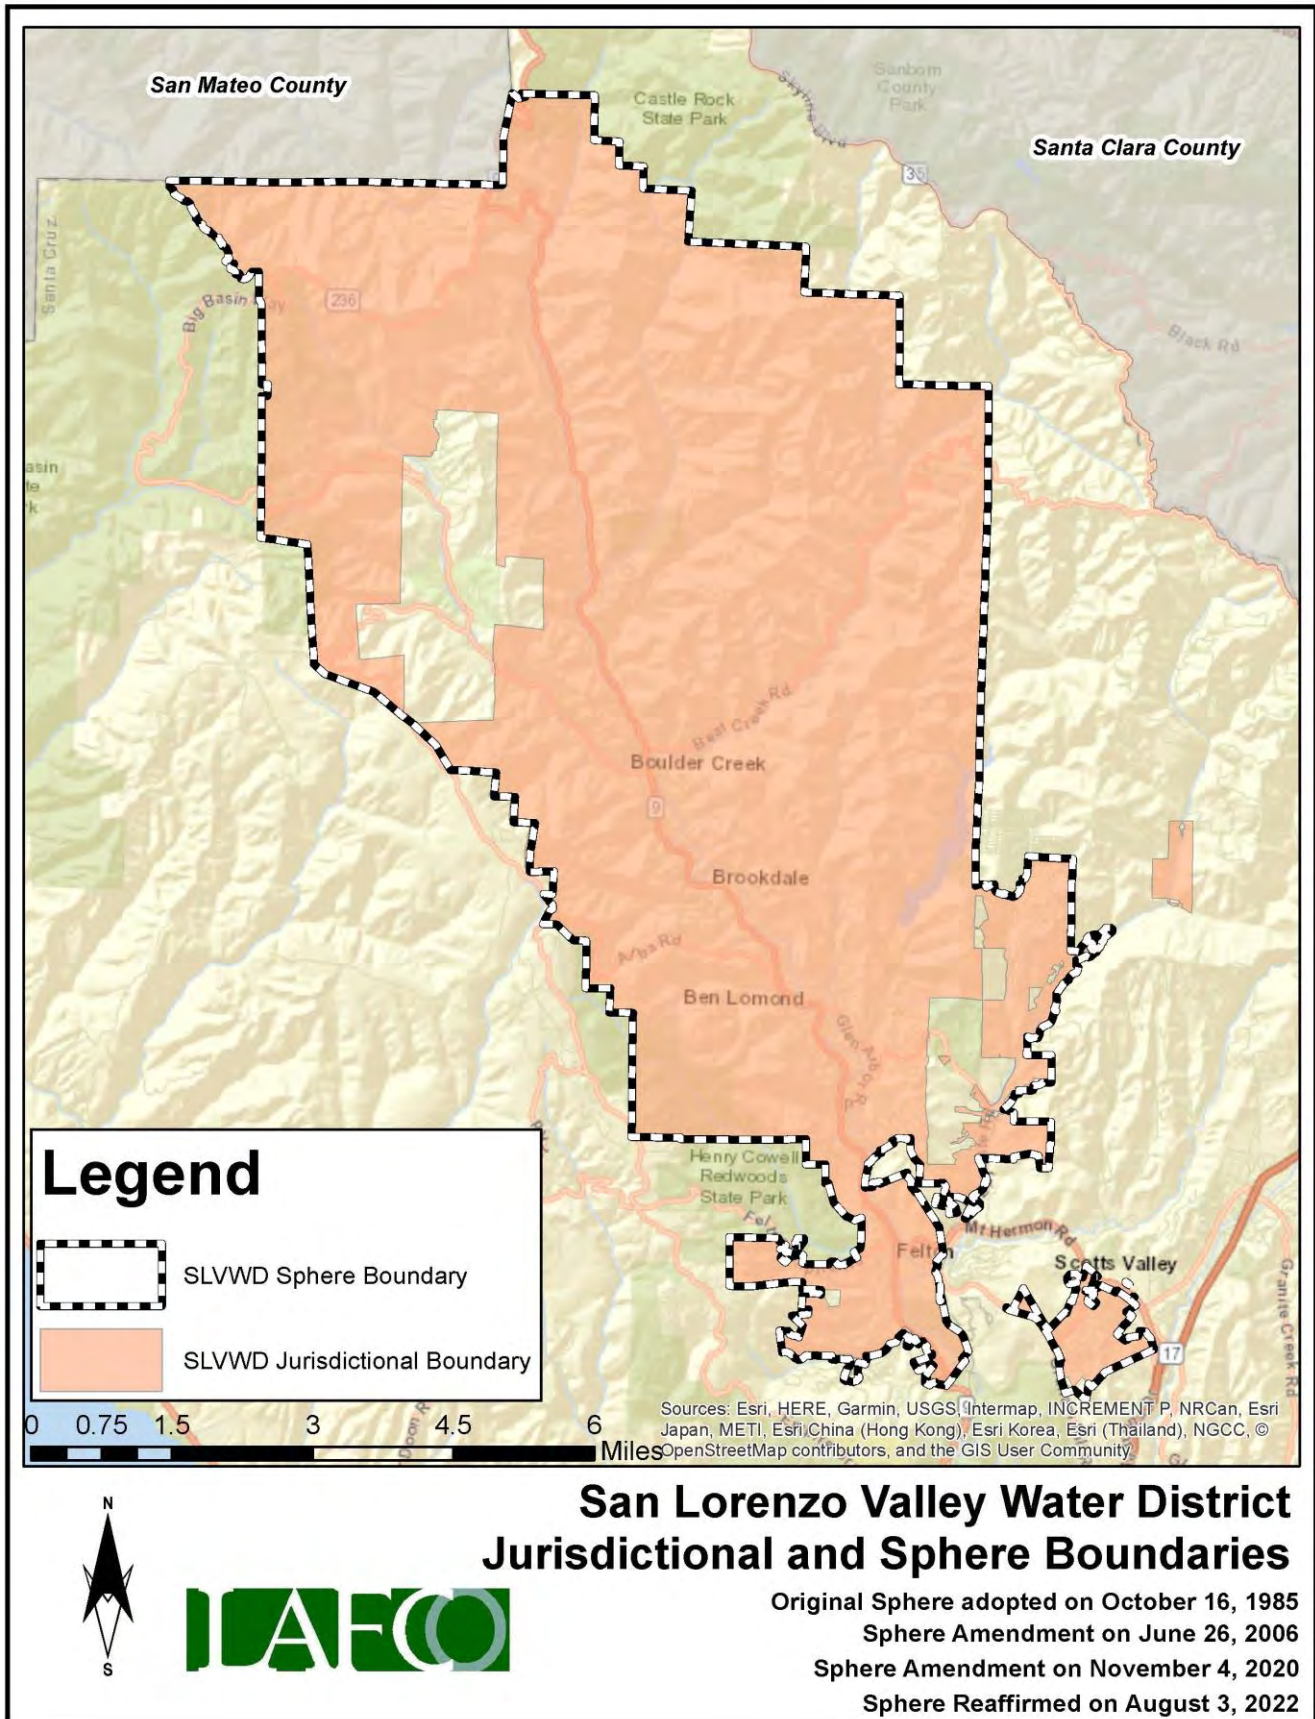 San Mateo County
Castle Rock
State Park
Skyline Blvd
Sanborn
County
Park
Santa Clara County
35
Santa Cruz
Big Basin Way
236
Black Rd
Bear Creek Rd
Boulder Creek
9
Brookdale
Alba Rd
Ben Lomond
Glen Arbor Rd
Henry Cowell
Redwoods
State Park
Felton
Mt Hermon Rd
Scotts Valley
Granite Creek Rd
17
9
Legend
SLVWD Sphere Boundary
SLVWD Jurisdictional Boundary
0 0.75 1.5 3 4.5 6
Miles
Sources: Esri, HERE, Garmin, USGS, Intermap, INCREMENT P, NRCan, Esri
Japan, METI, Esri China (Hong Kong), Esri Korea, Esri (Thailand), NGCC, ©
OpenStreetMap contributors, and the GIS User Community
San Lorenzo Valley Water District
Jurisdictional and Sphere Boundaries
N
S
LAFCO
Original Sphere adopted on October 16, 1985
Sphere Amendment on June 26, 2006
Sphere Amendment on November 4, 2020
Sphere Reaffirmed on August 3, 2022